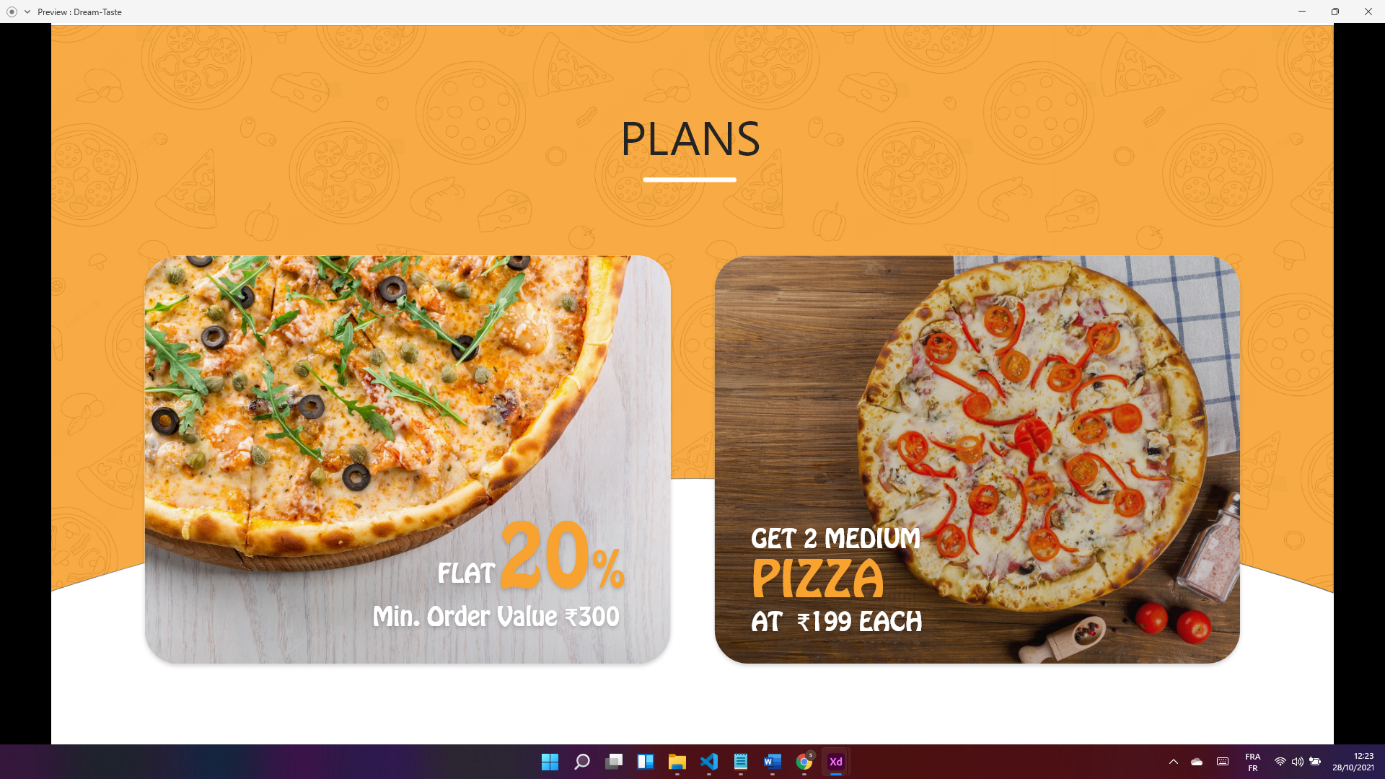 Preview : Dream-Taste
PLANS
FLAT 20%
Min. Order Value ₹300
GET 2 MEDIUM
PIZZA
AT ₹199 EACH
W
Xd
FRA
FR
12:23
28/10/2021